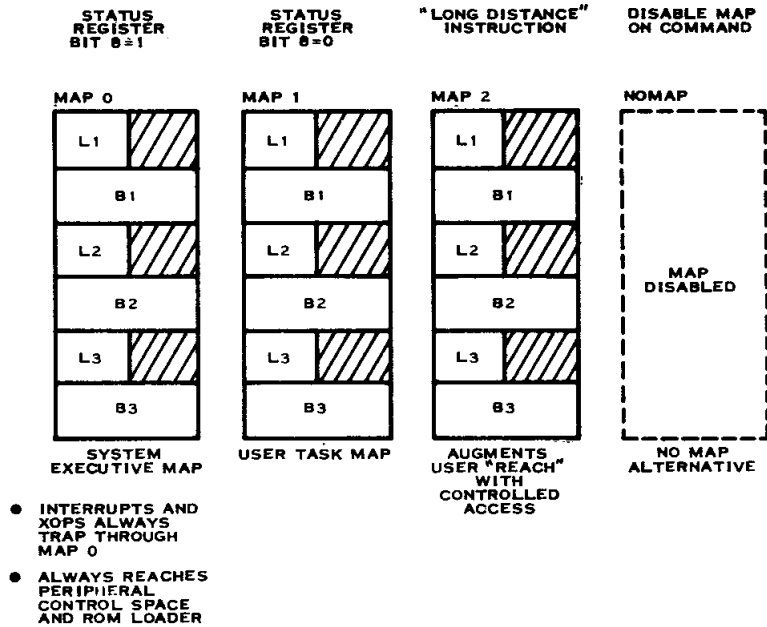 STATUS
REGISTER
BIT 8=1
STATUS
REGISTER
BIT 8=0
"LONG DISTANCE"
INSTRUCTION
DISABLE MAP
ON COMMAND
MAP 0
L1
B1
L2
B2
L3
B3
SYSTEM
EXECUTIVE MAP
MAP 1
L1
B1
L2
B2
L3
B3
USER TASK MAP
MAP 2
L1
B1
L2
B2
L3
B3
AUGMENTS
USER "REACH"
WITH
CONTROLLED
ACCESS
NOMAP
MAP
DISABLED
NO MAP
ALTERNATIVE
● INTERRUPTS AND
XOPS ALWAYS
TRAP THROUGH
MAP 0
● ALWAYS REACHES
PERIPHERAL
CONTROL SPACE
AND ROM LOADER